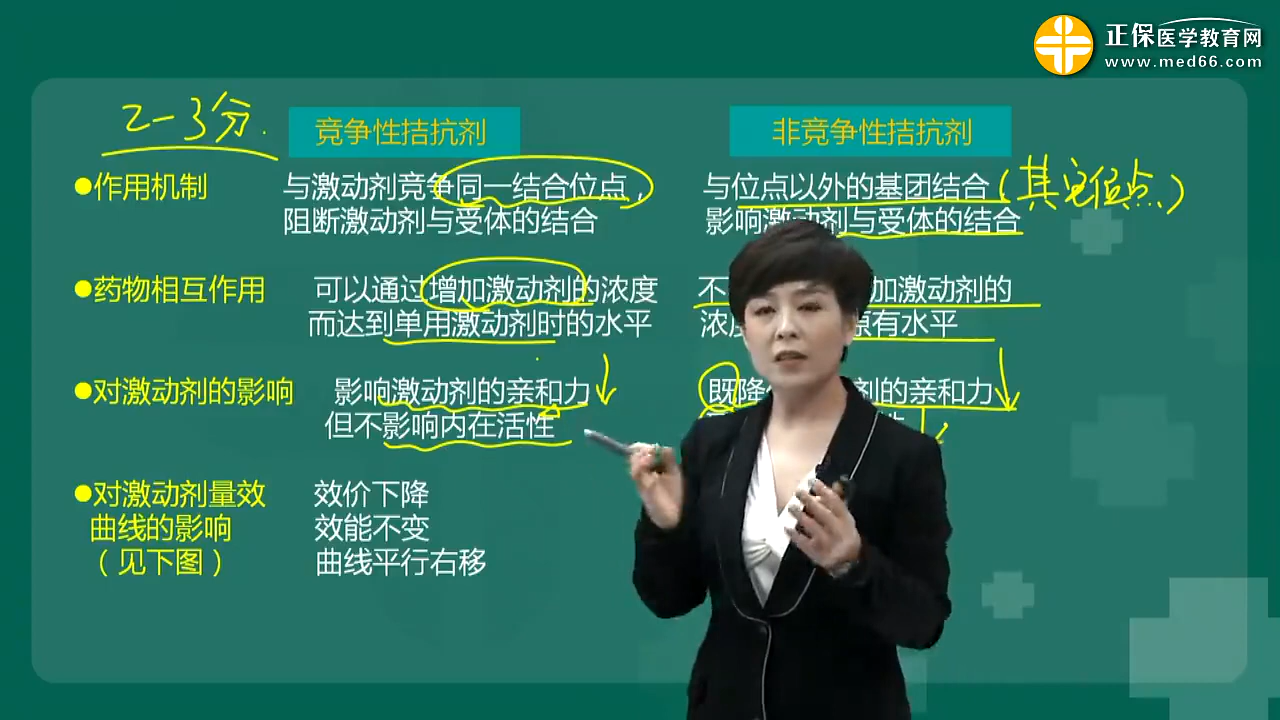 正保医学教育网
www.med66.com
2-3分.
竞争性拮抗剂
非竞争性拮抗剂
●作用机制
与激动剂竞争同一结合位点,
阻断激动剂与受体的结合
与位点以外的基团结合(其它位点)
影响激动剂与受体的结合
●药物相互作用
可以通过增加激动剂的浓度
而达到单用激动剂时的水平
不 加激动剂的
浓 原有水平
●对激动剂的影响
影响激动剂的亲和力↓
但不影响内在活性
既降 剂的亲和力↓
●对激动剂量效
曲线的影响
(见下图)
效价下降
效能不变
曲线平行右移